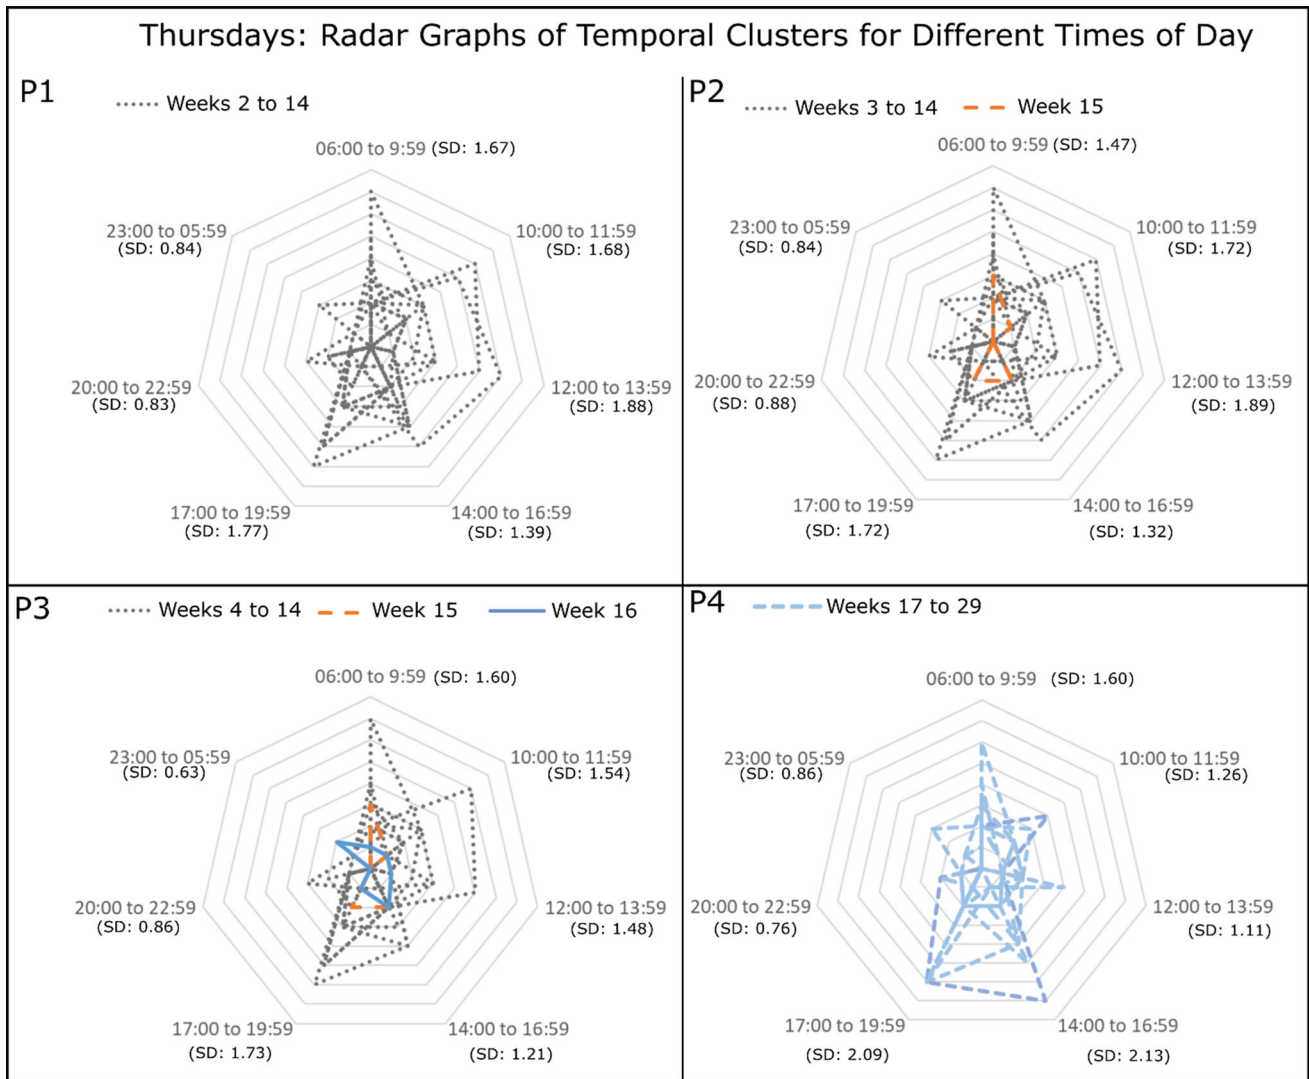 Thursdays: Radar Graphs of Temporal Clusters for Different Times of Day
P1
Weeks 2 to 14
06:00 to 9:59 (SD: 1.67)
23:00 to 05:59
(SD: 0.84)
10:00 to 11:59
(SD: 1.68)
20:00 to 22:59
(SD: 0.83)
12:00 to 13:59
(SD: 1.88)
17:00 to 19:59
(SD: 1.77)
14:00 to 16:59
(SD: 1.39)
P2
Weeks 3 to 14 Week 15
06:00 to 9:59 (SD: 1.47)
23:00 to 05:59
(SD: 0.84)
10:00 to 11:59
(SD: 1.72)
20:00 to 22:59
(SD: 0.88)
12:00 to 13:59
(SD: 1.89)
17:00 to 19:59
(SD: 1.72)
14:00 to 16:59
(SD: 1.32)
P3
Weeks 4 to 14 Week 15 Week 16
06:00 to 9:59 (SD: 1.60)
23:00 to 05:59
(SD: 0.63)
10:00 to 11:59
(SD: 1.54)
20:00 to 22:59
(SD: 0.86)
12:00 to 13:59
(SD: 1.48)
17:00 to 19:59
(SD: 1.73)
14:00 to 16:59
(SD: 1.21)
P4
Weeks 17 to 29
06:00 to 9:59 (SD: 1.60)
23:00 to 05:59
(SD: 0.86)
10:00 to 11:59
(SD: 1.26)
20:00 to 22:59
(SD: 0.76)
12:00 to 13:59
(SD: 1.11)
17:00 to 19:59
(SD: 2.09)
14:00 to 16:59
(SD: 2.13)